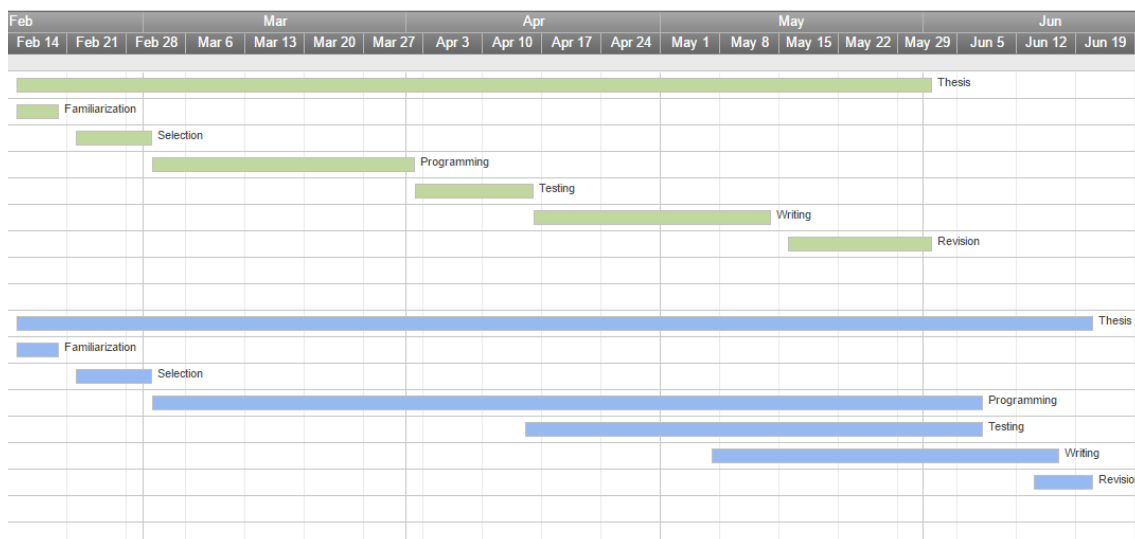 Feb Mar Apr May Jun
Feb 14 Feb 21 Feb 28 Mar 6 Mar 13 Mar 20 Mar 27 Apr 3 Apr 10 Apr 17 Apr 24 May 1 May 8 May 15 May 22 May 29 Jun 5 Jun 12 Jun 19
Thesis
Familiarization
Selection
Programming
Testing
Writing
Revision
Thesis
Familiarization
Selection
Programming
Testing
Writing
Revisio